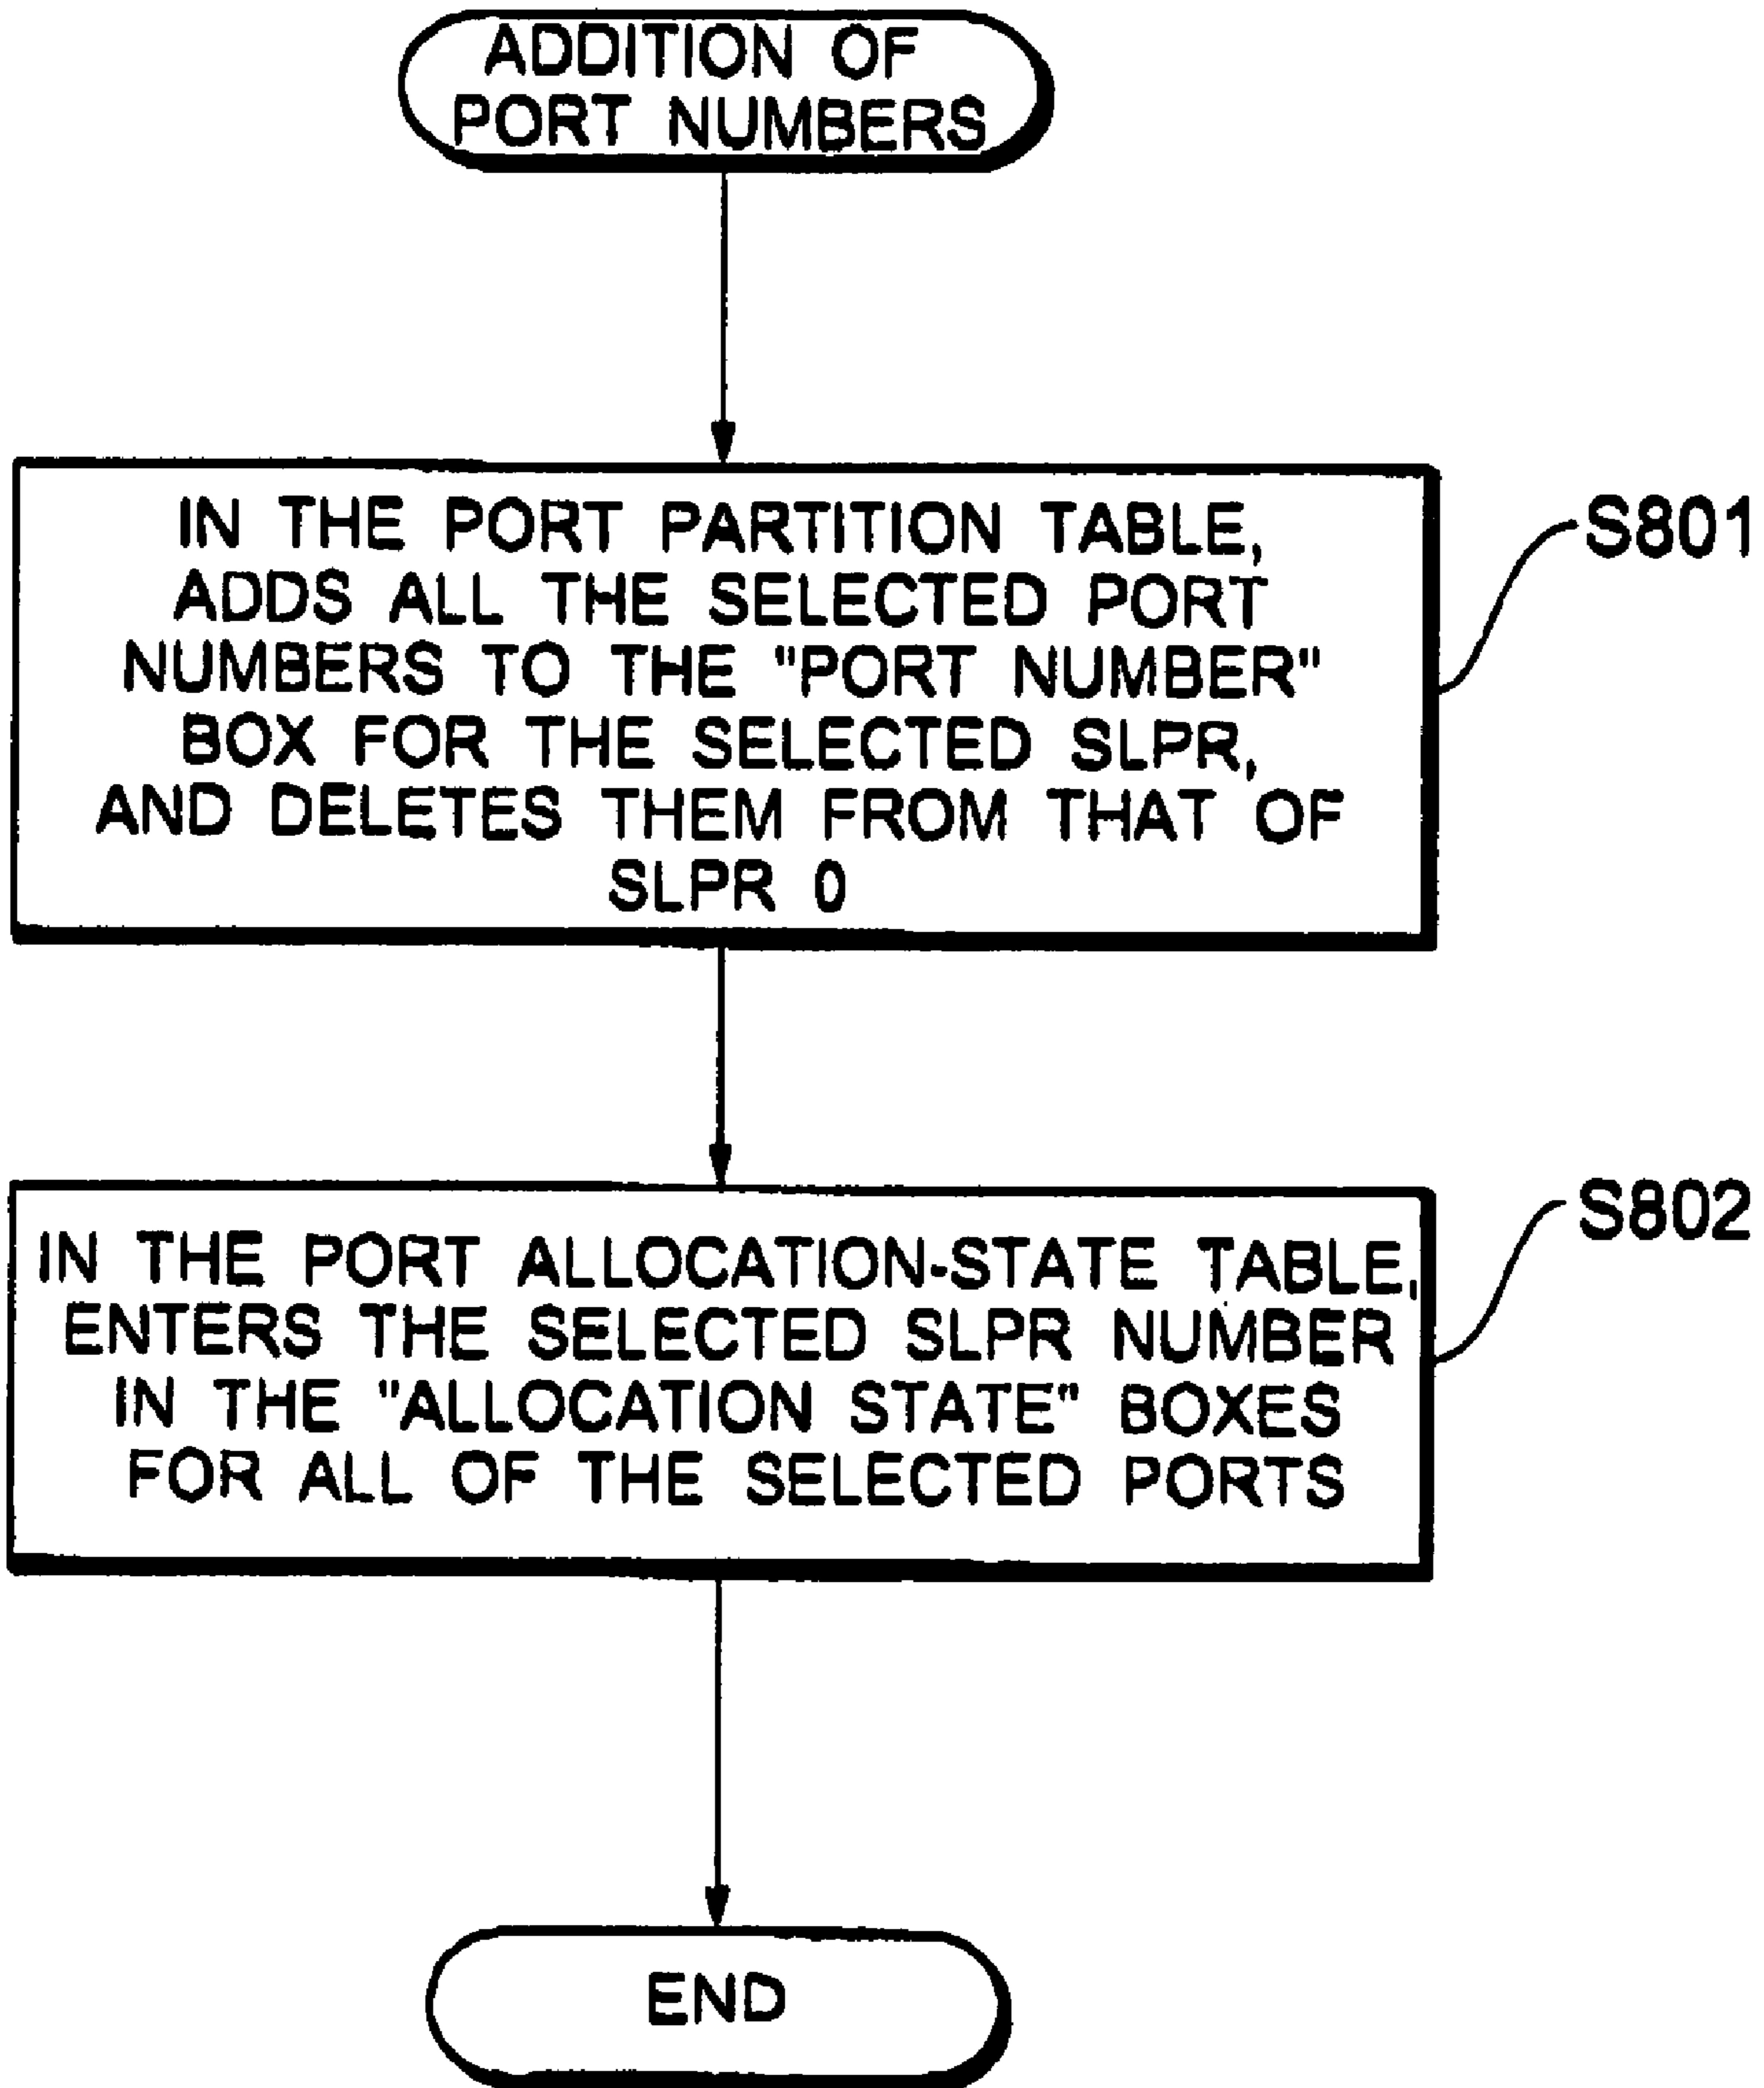 ADDITION OF
PORT NUMBERS
IN THE PORT PARTITION TABLE,
ADDS ALL THE SELECTED PORT
NUMBERS TO THE "PORT NUMBER"
BOX FOR THE SELECTED SLPR,
AND DELETES THEM FROM THAT OF
SLPR 0
S801
IN THE PORT ALLOCATION-STATE TABLE,
ENTERS THE SELECTED SLPR NUMBER
IN THE "ALLOCATION STATE" BOXES
FOR ALL OF THE SELECTED PORTS
S802
END